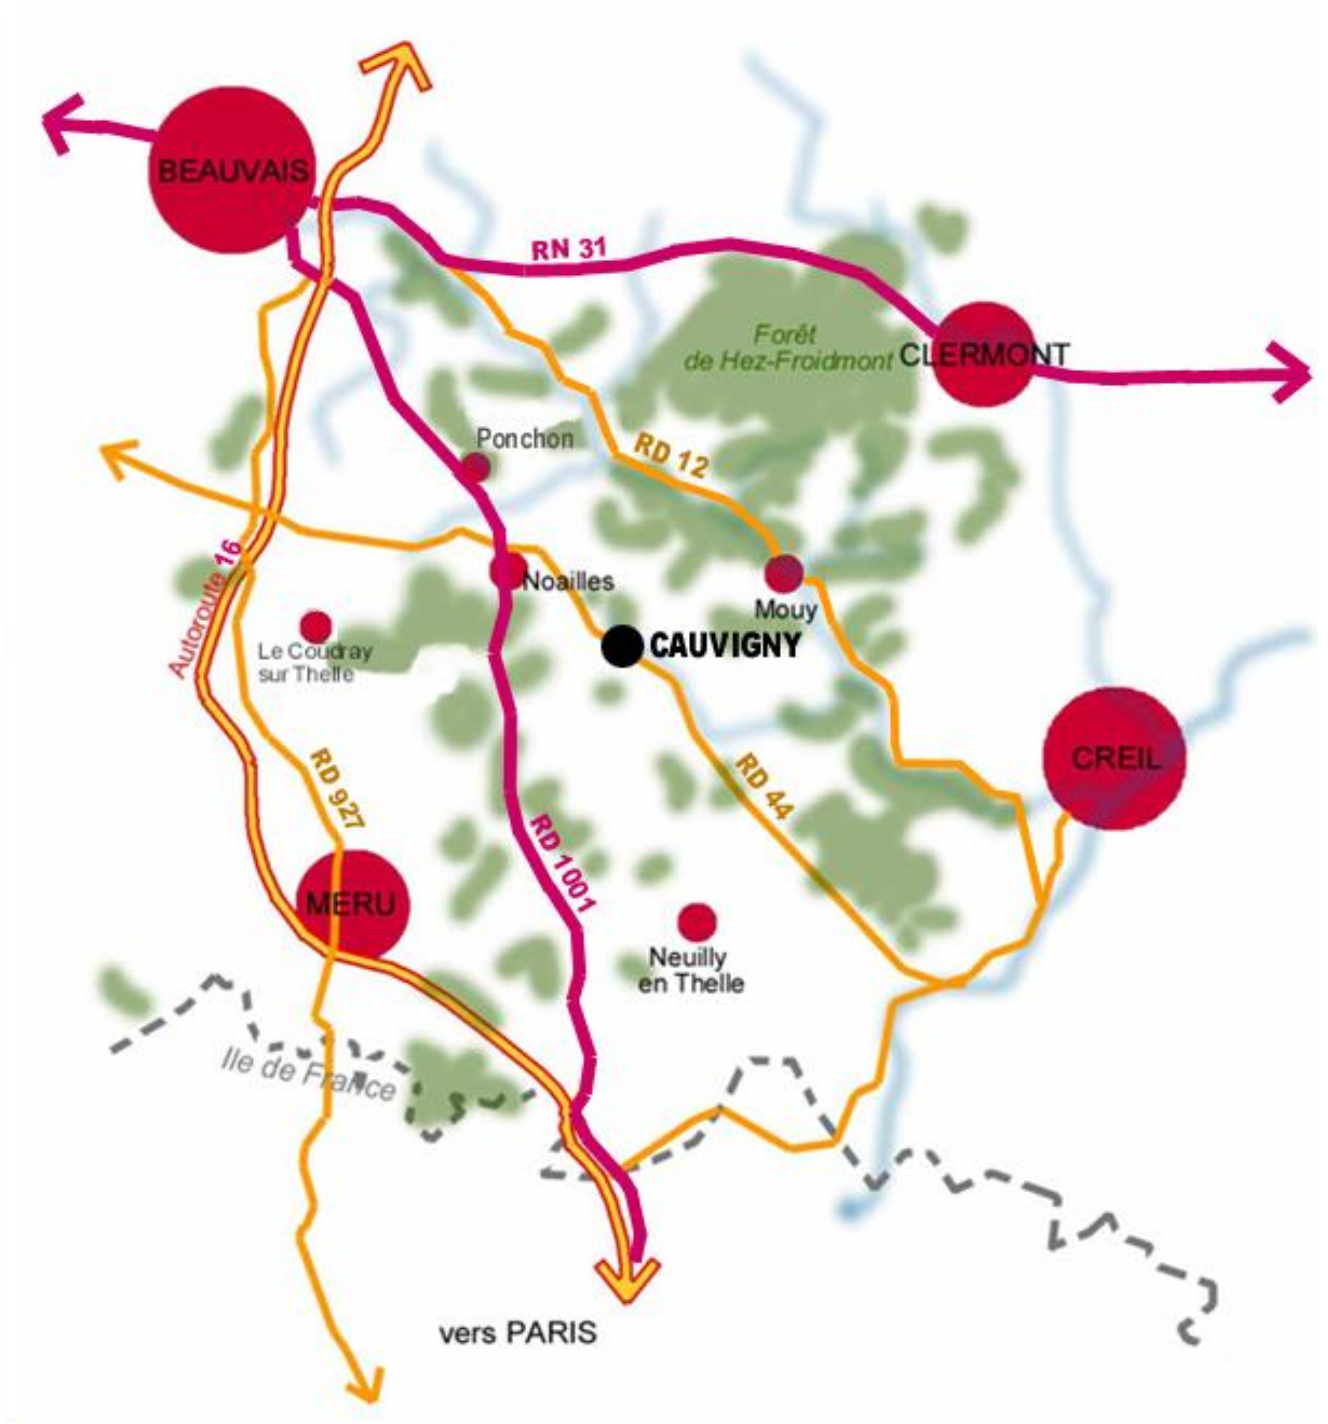 BEAUVAIS
RN 31
Forêt
de Hez-Froidmont
CLERMONT
Ponchon
RD 12
Autoroute 16
Noailles
Mouy
Le Coudray
sur Thelle
CAUVIGNY
RD 927
RD 44
CREIL
RD 1001
MERU
Neuilly
en Thelle
Ile de France
vers PARIS